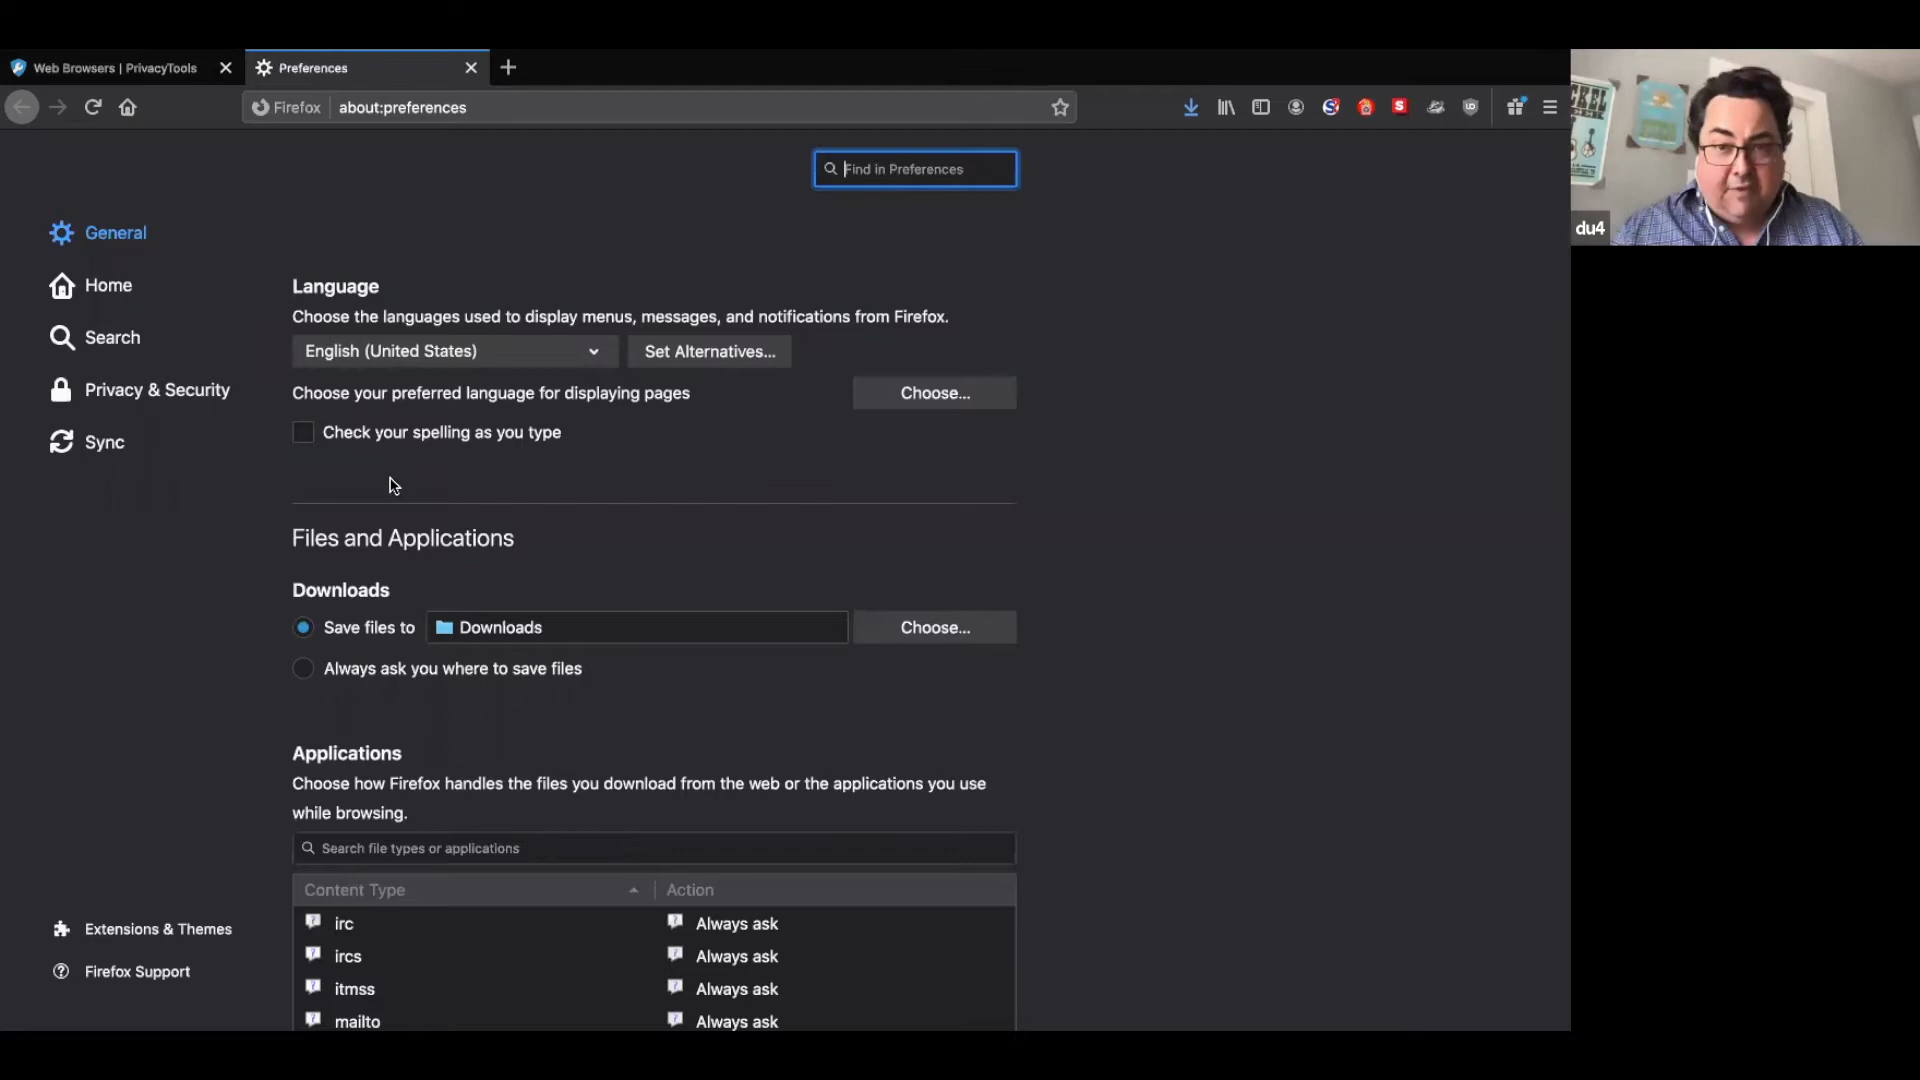 Web Browsers | PrivacyTools
Preferences
Firefox
about:preferences
Find in Preferences
du4
General
Home
Search
Privacy & Security
Sync
Language
Choose the languages used to display menus, messages, and notifications from Firefox.
English (United States)
Set Alternatives...
Choose your preferred language for displaying pages
Choose...
Check your spelling as you type
Files and Applications
Downloads
Save files to
Downloads
Choose...
Always ask you where to save files
Applications
Choose how Firefox handles the files you download from the web or the applications you use
while browsing.
Search file types or applications
Content Type
Action
irc
Always ask
ircs
Always ask
itmss
Always ask
mailto
Always ask
Extensions & Themes
Firefox Support